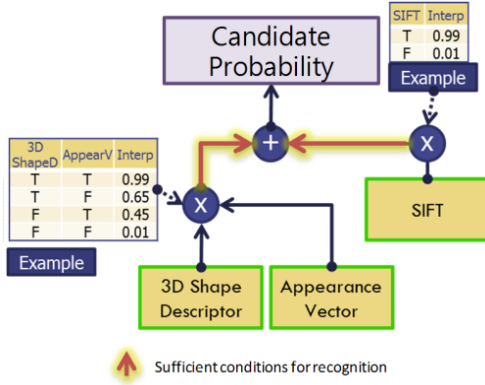 Candidate
Probability
SIFT Interp
T 0.99
F 0.01
Example
+
X
X
3D
ShapeD AppearV Interp
T T 0.99
T F 0.65
F T 0.45
F F 0.01
Example
SIFT
3D Shape
Descriptor
Appearance
Vector
Sufficient conditions for recognition